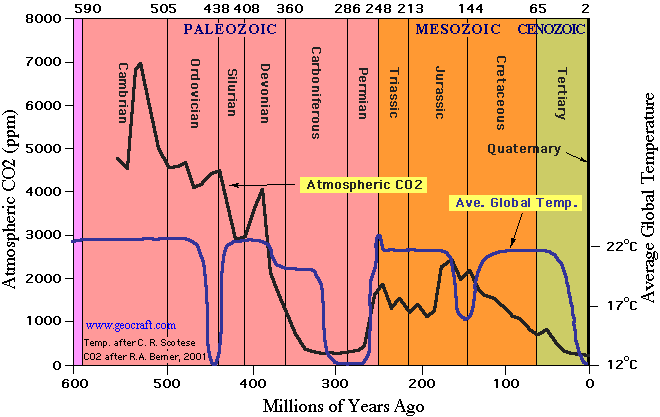 590 505 438 408 360 286 248 213 144 65 2
8000 7000 6000 5000 4000 3000 2000 1000 0
Atmospheric CO2 (ppm)
PALEOZOIC
MESOZOIC
CENOZOIC
Cambrian
Ordovician
Silurian
Devonian
Carboniferous
Permian
Triassic
Jurassic
Cretaceous
Tertiary
Quaternary
Atmospheric CO2
Ave. Global Temp.
22°C
17°C
12°C
Average Global Temperature
www.geocraft.com
Temp. after C. R. Scotese
CO2 after R.A. Berner, 2001
600 500 400 300 200 100 0
Millions of Years Ago